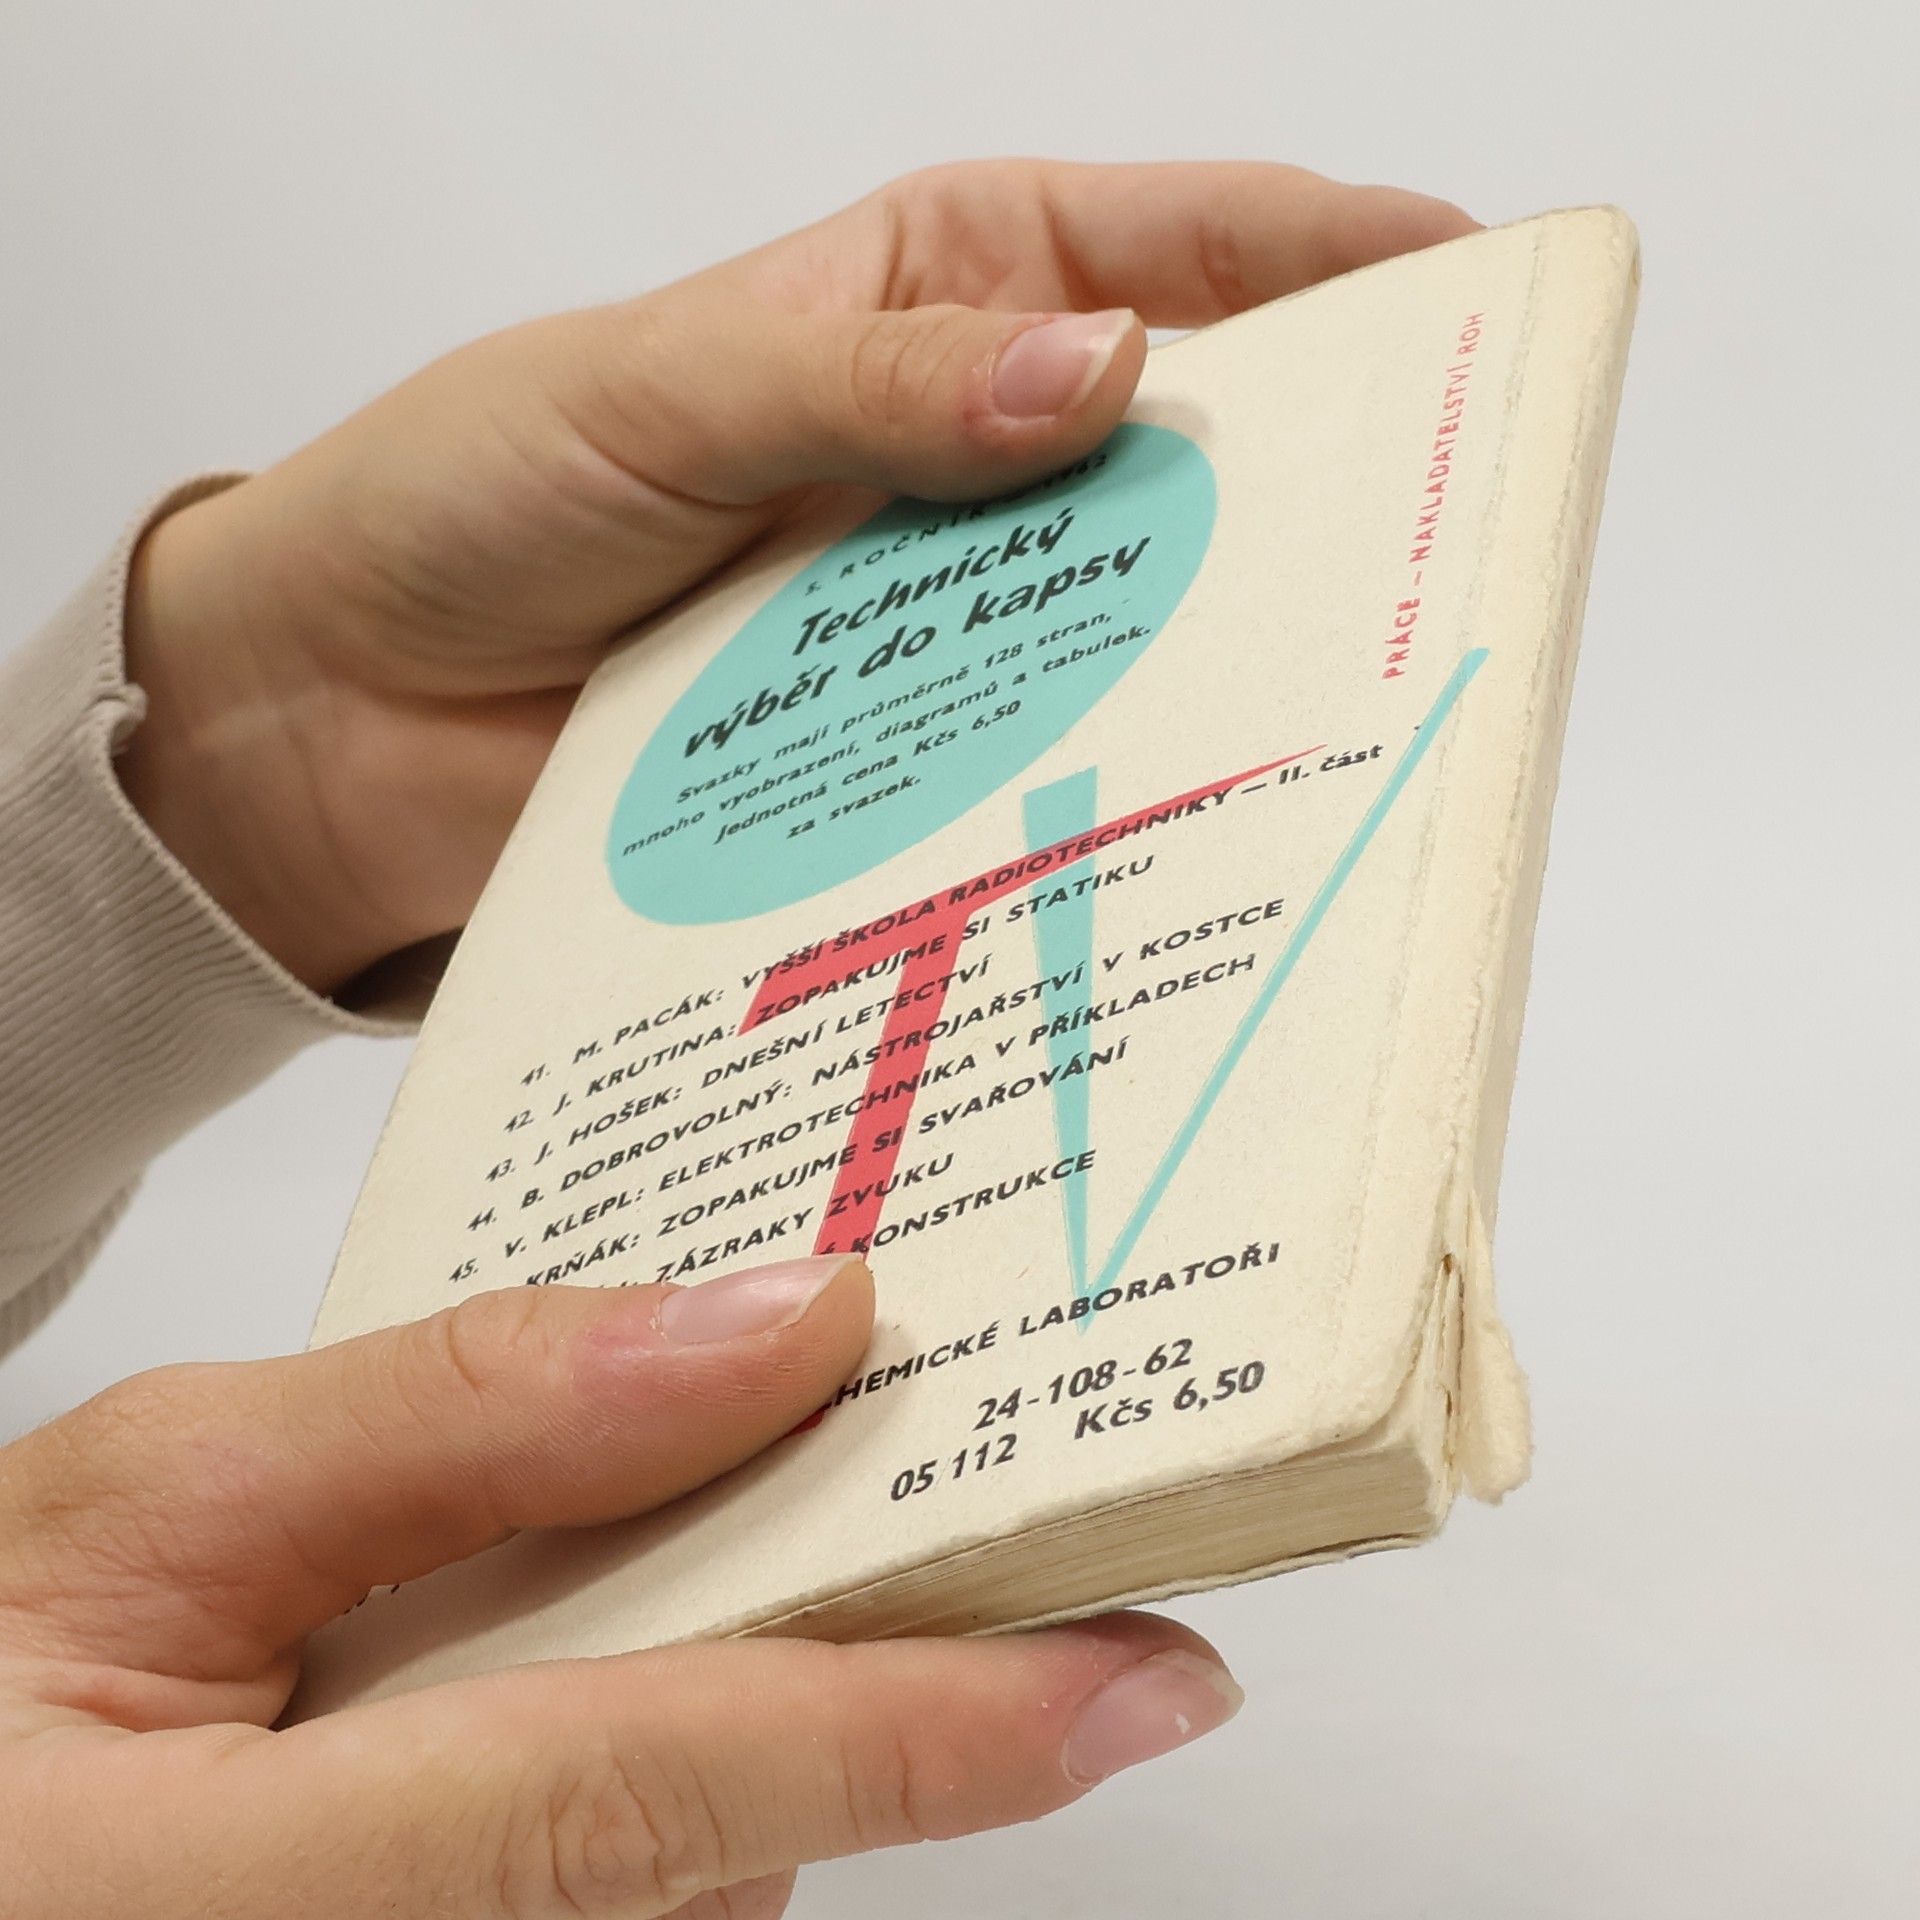 5. ROČNÍK
Technický
výběr do kapsy
Svazky mají průměrně 128 stran,
mnoho vyobrazení, diagramů a tabulek.
Jednotná cena Kčs 6,50
za svazek.
PRÁCE – NAKLADATELSTVÍ ROH
41. M. PACÁK: VYŠŠÍ ŠKOLA RADIOTECHNIKY – II. část
42. J. KRUTINA: ZOPAKUJME SI STATIKU
43. J. HOŠEK: DNEŠNÍ LETECTVÍ
44. B. DOBROVOLNÝ: NÁSTROJAŘSTVÍ V KOSTCE
45. V. KLEPL: ELEKTROTECHNIKA V PŘÍKLADECH
KRŇÁK: ZOPAKUJME SI SVAŘOVÁNÍ
ZÁZRAKY ZVUKU
KONSTRUKCE
HEMICKÉ LABORATOŘI
24-108-62
05/112 Kčs 6,50